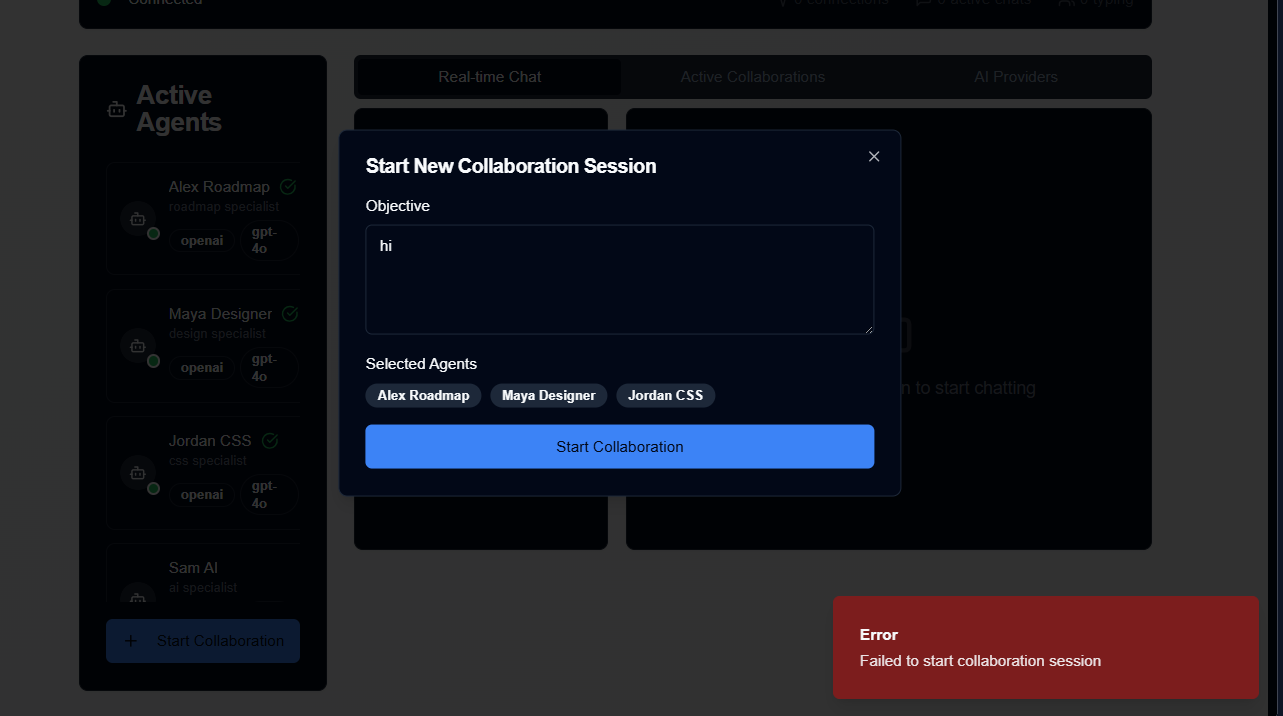 Connected
0 connections
0 active chats
0 typing
Active
Agents
Alex Roadmap
roadmap specialist
openai
gpt-
4o
Maya Designer
design specialist
openai
gpt-
4o
Jordan CSS
css specialist
openai
gpt-
4o
Sam AI
ai specialist
Start Collaboration
Real-time Chat
Active Collaborations
AI Providers
n to start chatting
Start New Collaboration Session
Objective
hi
Selected Agents
Alex Roadmap
Maya Designer
Jordan CSS
Start Collaboration
Error
Failed to start collaboration session